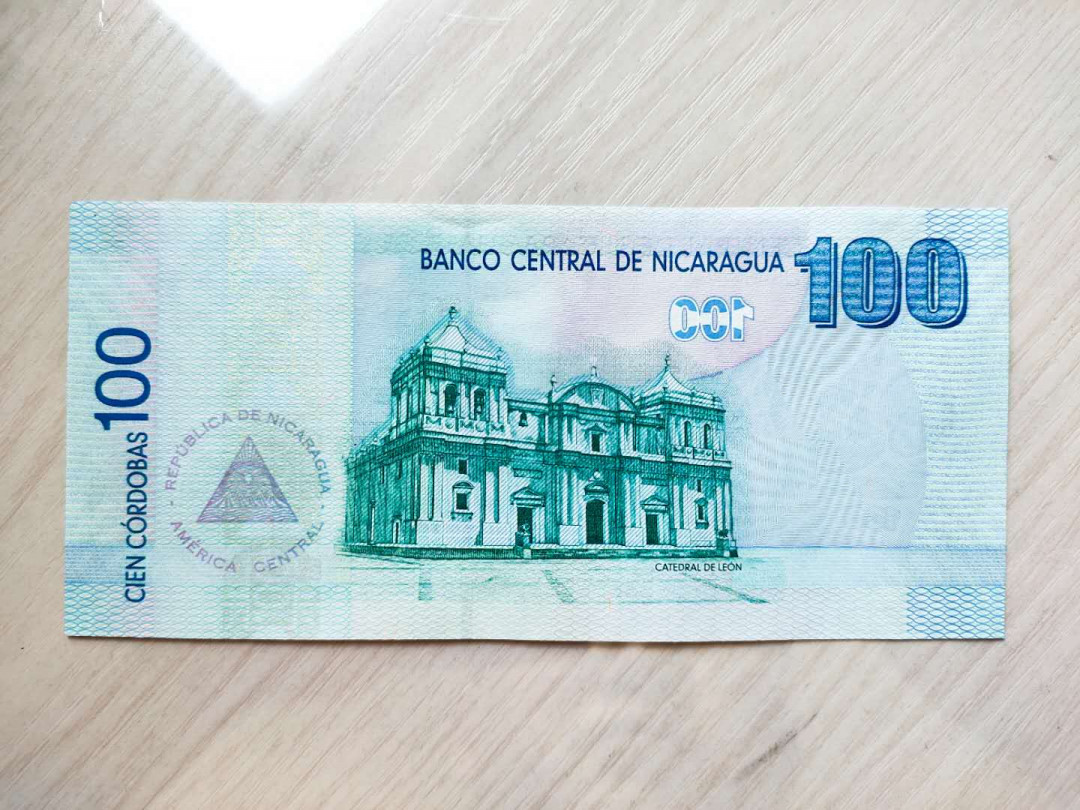 BANCO CENTRAL DE NICARAGUA 100
100
CIEN CÓRDOBAS 100
- REPÚBLICA DE NICARAGUA -
AMÉRICA CENTRAL
CATEDRAL DE LEÓN